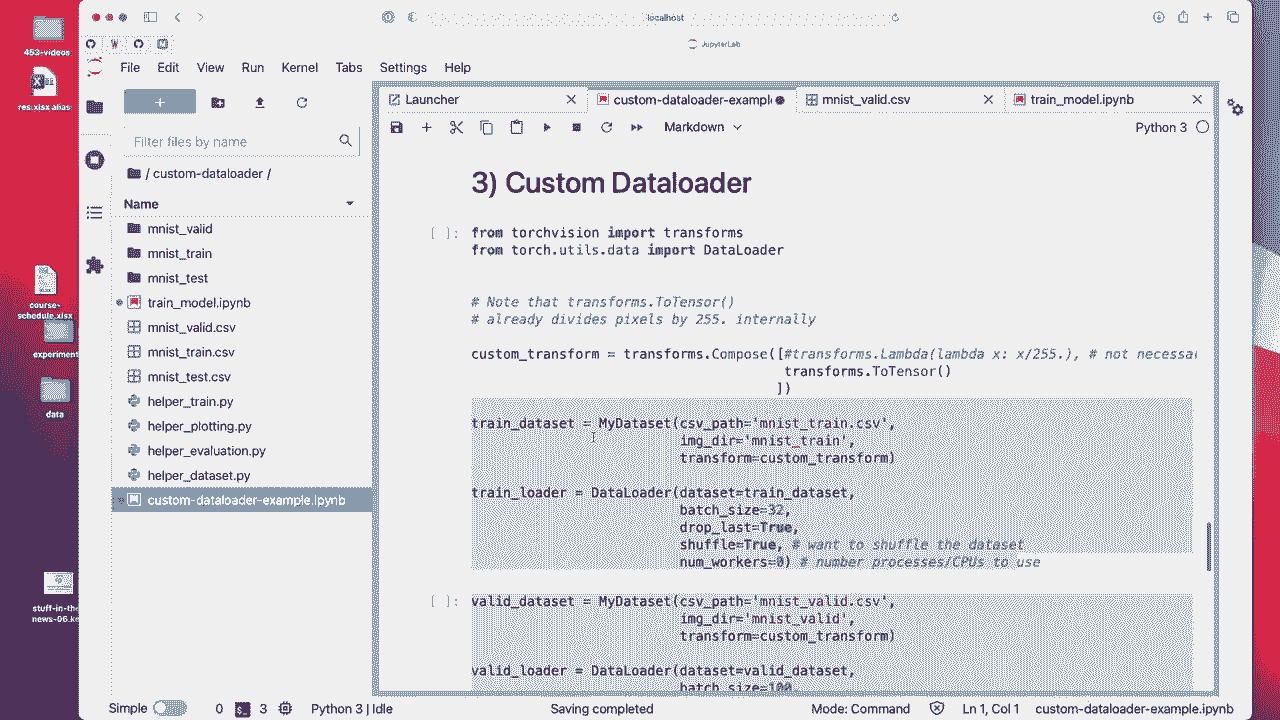 localhost
JupyterLab
453-videos
res.xlsx alias
course-
schedule.xlsx
experiment
data
stuff-in-the
news-06.ke
File Edit View Run Kernel Tabs Settings Help
Filter files by name
/ custom-dataloader /
Name
mnist_valid
mnist_train
mnist_test
train_model.ipynb
mnist_valid.csv
mnist_train.csv
mnist_test.csv
helper_train.py
helper_plotting.py
helper_evaluation.py
helper_dataset.py
custom-dataloader-example.ipynb
Launcher custom-dataloader-example mnist_valid.csv train_model.ipynb
Markdown Python 3
3) Custom Dataloader
[ ]: from torchvision import transforms
from torch.utils.data import DataLoader
# Note that transforms.ToTensor()
# already divides pixels by 255. internally
custom_transform = transforms.Compose([#transforms.Lambda(lambda x: x/255.), # not necessa
transforms.ToTensor()
])
train_dataset = MyDataset(csv_path='mnist_train.csv',
img_dir='mnist_train',
transform=custom_transform)
train_loader = DataLoader(dataset=train_dataset,
batch_size=32,
drop_last=True,
shuffle=True, # want to shuffle the dataset
num_workers=0) # number processes/CPUs to use
[ ]: valid_dataset = MyDataset(csv_path='mnist_valid.csv',
img_dir='mnist_valid',
transform=custom_transform)
valid_loader = DataLoader(dataset=valid_dataset,
batch_size=100,
Simple 0 3 Python 3 | Idle Saving completed Mode: Command Ln 1, Col 1 custom-dataloader-example.ipynb